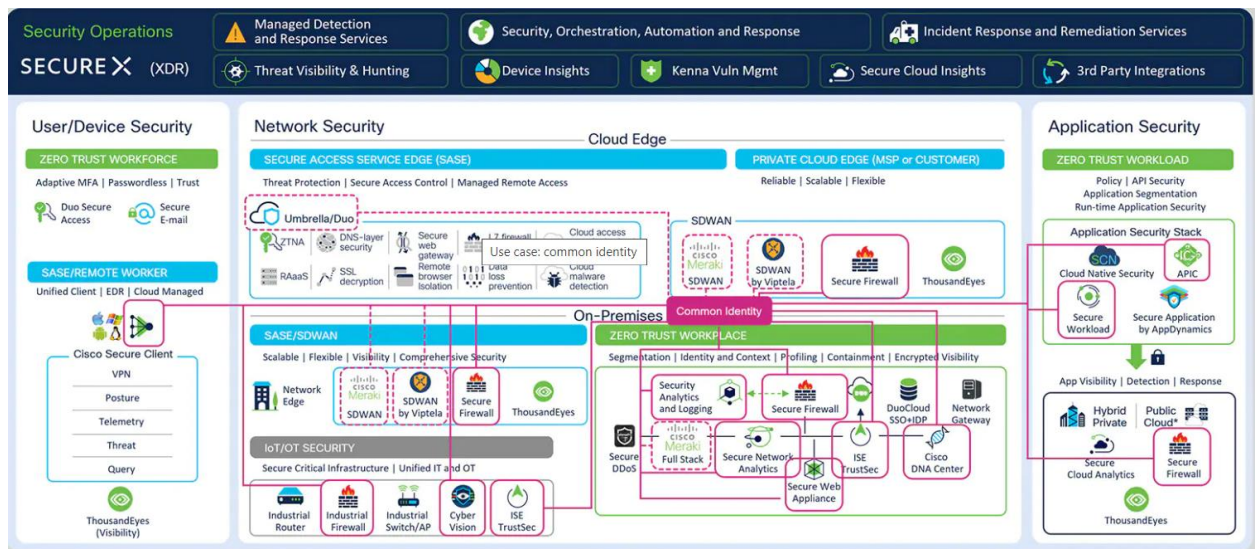 Security Operations
SECUREX (XDR)
Managed Detection
and Response Services
Security, Orchestration, Automation and Response
Incident Response and Remediation Services
Threat Visibility & Hunting
Device Insights
Kenna Vuln Mgmt
Secure Cloud Insights
3rd Party Integrations
User/Device Security
ZERO TRUST WORKFORCE
Adaptive MFA | Passwordless | Trust
Duo Secure
Access
Secure
E-mail
SASE/REMOTE WORKER
Unified Client | EDR | Cloud Managed
Cisco Secure Client
VPN
Posture
Telemetry
Threat
Query
ThousandEyes
(Visibility)
Network Security
Cloud Edge
SECURE ACCESS SERVICE EDGE (SASE)
Threat Protection | Secure Access Control | Managed Remote Access
Umbrella/Duo
ZTNA
DNS-layer
security
Secure
web
gateway
L7 firewall
Cloud access
Use case: common identity
RAaaS
SSL
decryption
Remote
browser
Isolation
Data
loss
prevention
Cloud
malware
detection
PRIVATE CLOUD EDGE (MSP or CUSTOMER)
Reliable | Scalable | Flexible
SDWAN
CISCO
Meraki
SDWAN
SDWAN
by Viptela
Secure Firewall
ThousandEyes
Common Identity
On-Premises
SASE/SDWAN
Scalable | Flexible | Visibility | Comprehensive Security
Network
Edge
CISCO
Meraki
SDWAN
SDWAN
by Viptela
Secure
Firewall
ThousandEyes
IoT/OT SECURITY
Secure Critical Infrastructure | Unified IT and OT
Industrial
Router
Industrial
Firewall
Industrial
Switch/AP
Cyber
Vision
ISE
TrustSec
ZERO TRUST WORKPLACE
Segmentation | Identity and Context | Profiling | Containment | Encrypted Visibility
Security
Analytics
and Logging
Secure Firewall
DuoCloud
SSO+IDP
Network
Gateway
Secure
DDoS
CISCO
Meraki
Full Stack
Secure Network
Analytics
Secure Web
Appliance
ISE
TrustSec
Cisco
DNA Center
Application Security
ZERO TRUST WORKLOAD
Policy | API Security
Application Segmentation
Run-time Application Security
Application Security Stack
SCN
Cloud Native Security
APIC
Secure
Workload
Secure Application
by AppDynamics
App Visibility | Detection | Response
Hybrid
Private
Public
Cloud*
Secure
Cloud Analytics
Secure
Firewall
ThousandEyes